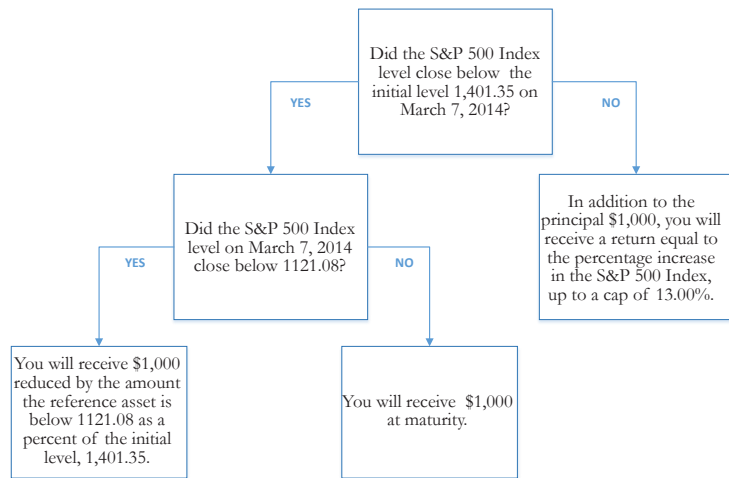 Did the S&P 500 Index
level close below the
initial level 1,401.35 on
March 7, 2014?
YES
NO
Did the S&P 500 Index
level on March 7, 2014
close below 1121.08?
In addition to the
principal $1,000, you will
receive a return equal to
the percentage increase
in the S&P 500 Index,
up to a cap of 13.00%.
YES
NO
You will receive $1,000
reduced by the amount
the reference asset is
below 1121.08 as a
percent of the initial
level, 1,401.35.
You will receive $1,000
at maturity.